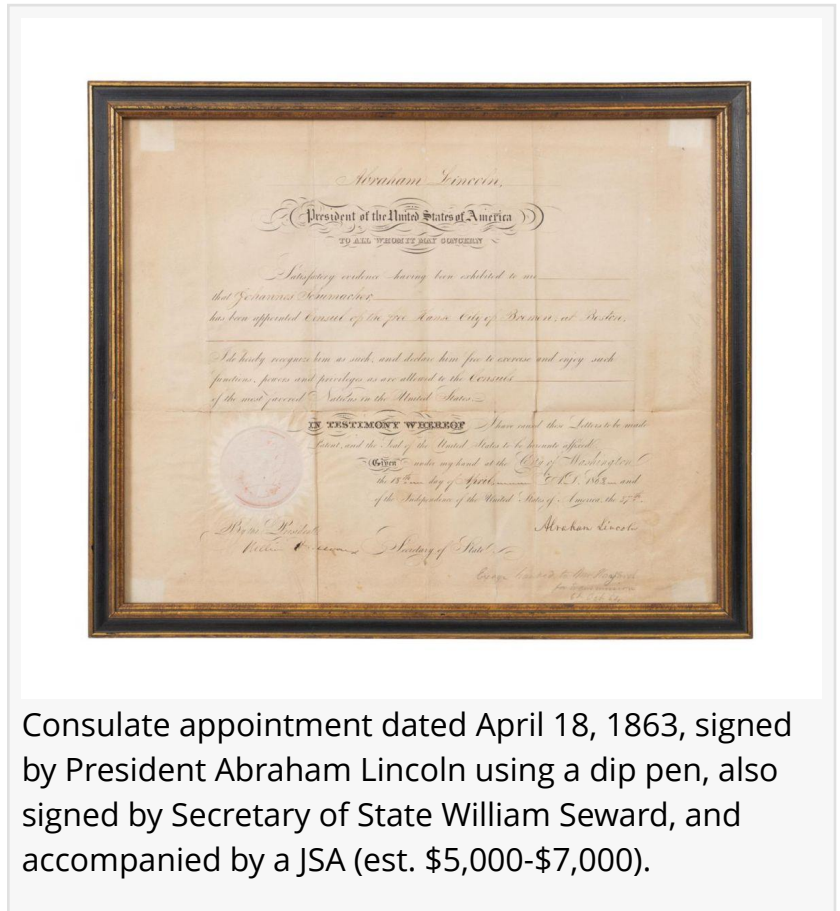 Abraham Lincoln,
President of the United States of America
TO ALL WHOM IT MAY CONCERN
Satisfactory evidence having been exhibited to me
that Johannes Schumacher
has been appointed Consul of the free Hanse City of Bremen, at Boston,
I do hereby recognize him as such, and declare him free to exercise and enjoy such
functions, powers and privileges as are allowed to the Consuls
of the most favored Nations in the United States.
IN TESTIMONY WHEREOF I have caused these Letters to be made
Patent, and the Seal of the United States to be hereunto affixed.
Given under my hand at the City of Washington
the 18th day of April A.D. 1863 and
of the Independence of the United States of America, the 87th.
Abraham Lincoln
By the President
William Seward Secretary of State
Consulate appointment dated April 18, 1863, signed
by President Abraham Lincoln using a dip pen, also
signed by Secretary of State William Seward, and
accompanied by a JSA (est. $5,000-$7,000).